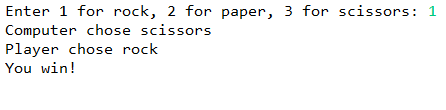 Enter 1 for rock, 2 for paper, 3 for scissors: 1
Computer chose scissors
Player chose rock
You win!